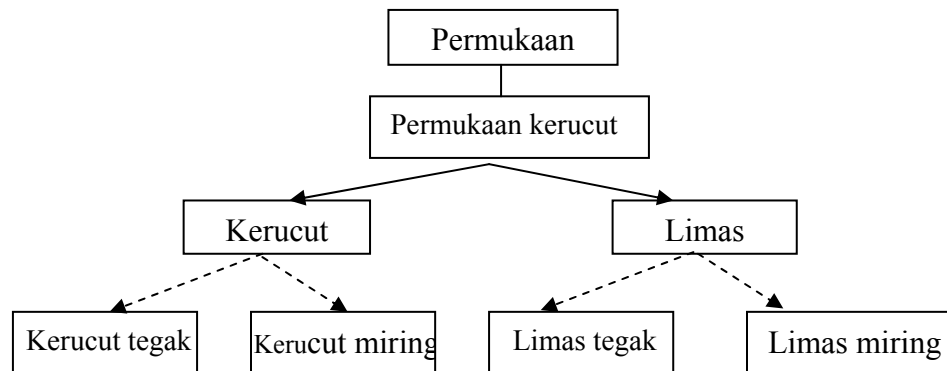 Permukaan
Permukaan kerucut
Kerucut
Limas
Kerucut tegak
Kerucut miring
Limas tegak
Limas miring